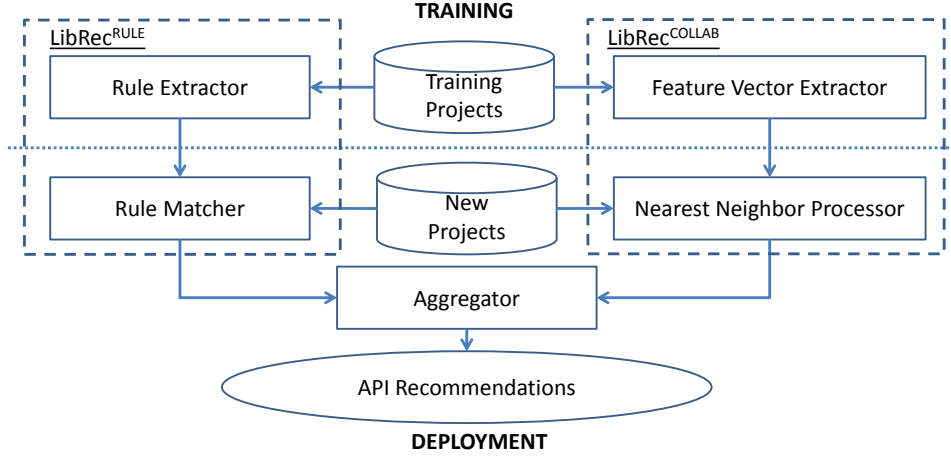 TRAINING
LibRecRULE
LibRecCOLLAB
Rule Extractor
Training
Projects
Feature Vector Extractor
Rule Matcher
New
Projects
Nearest Neighbor Processor
Aggregator
API Recommendations
DEPLOYMENT